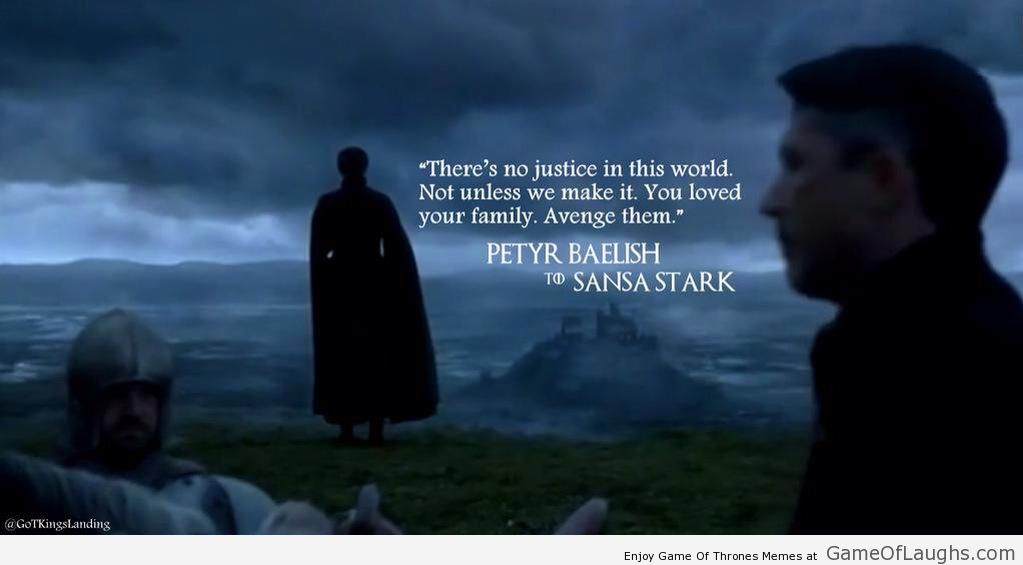 “There’s no justice in this world.
Not unless we make it. You loved
your family. Avenge them.”
PETYR BAELISH
TO SANSA STARK
@GoTKingsLanding
Enjoy Game Of Thrones Memes at GameOfLaughs.com